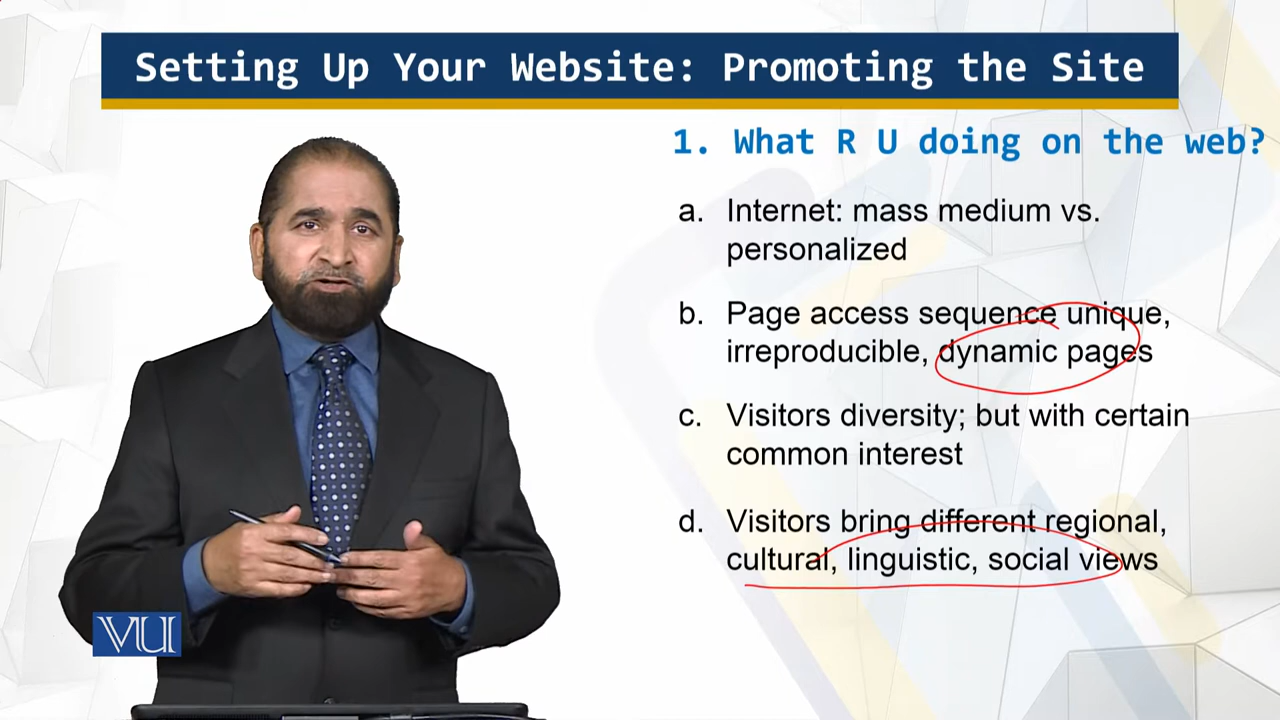 Setting Up Your Website: Promoting the Site
1. What R U doing on the web?
a. Internet: mass medium vs.
personalized
b. Page access sequence unique,
irreproducible, dynamic pages
c. Visitors diversity; but with certain
common interest
d. Visitors bring different regional,
cultural, linguistic, social views
VU